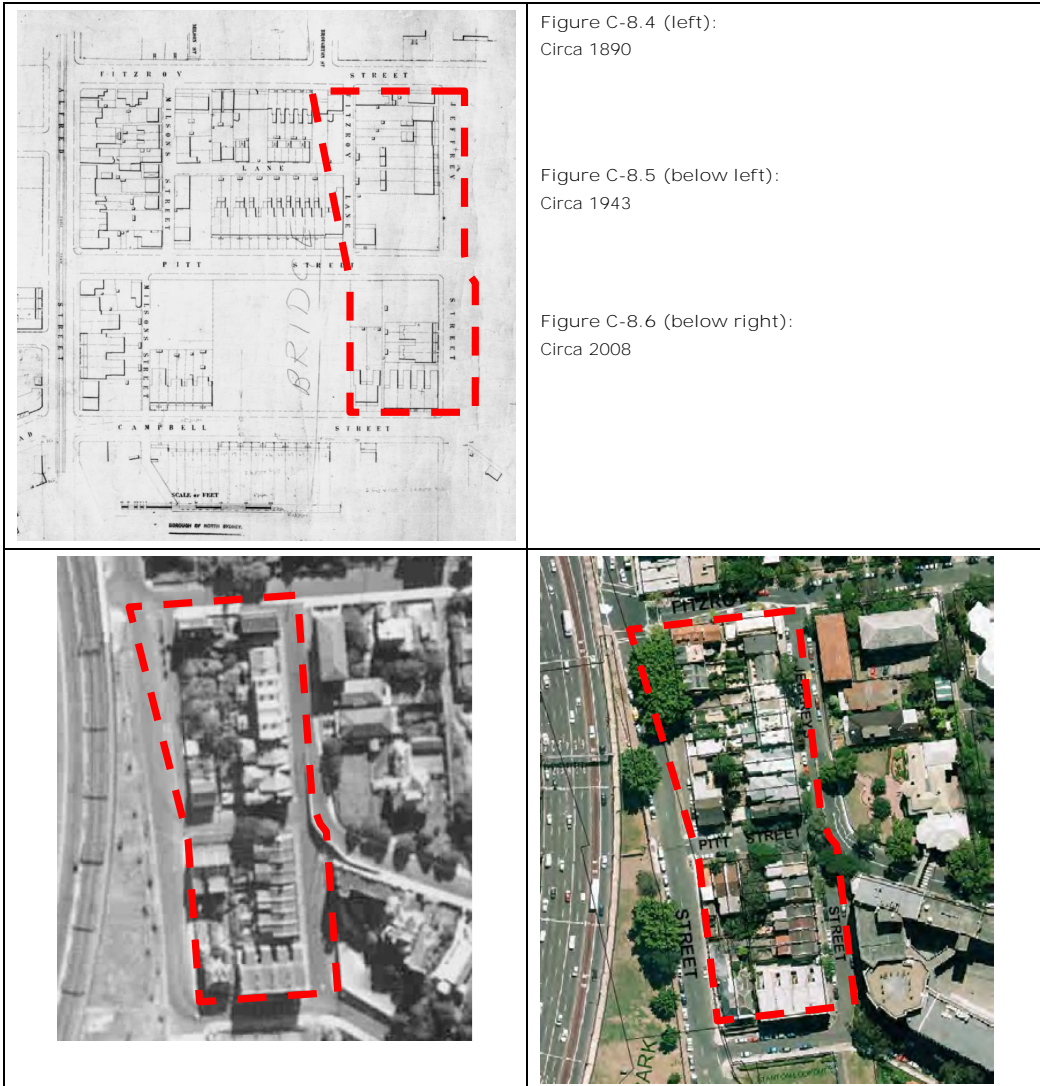 Figure C-8.4 (left):
Circa 1890
Figure C-8.5 (below left):
Circa 1943
Figure C-8.6 (below right):
Circa 2008
FITZROY STREET
ALFRED STREET
MILSONS STREET
FITZROY LANE
JEFFREY STREET
LANE
PITT STREET
MILSONS STREET
BRIDGE
CAMPBELL STREET
SCALE OF FEET
BOROUGH OF NORTH SYDNEY
FITZROY
PITT STREET
STREET
STREET